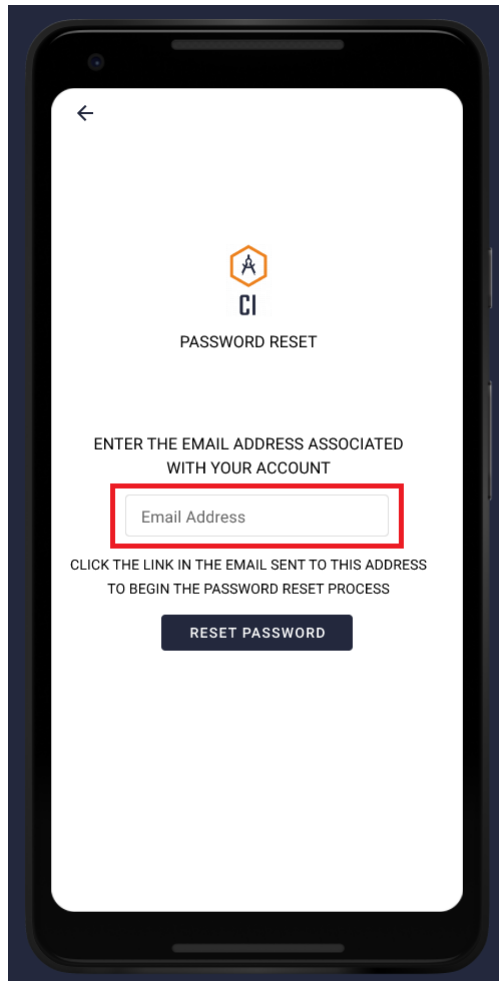 CI
PASSWORD RESET
ENTER THE EMAIL ADDRESS ASSOCIATED
WITH YOUR ACCOUNT
Email Address
CLICK THE LINK IN THE EMAIL SENT TO THIS ADDRESS
TO BEGIN THE PASSWORD RESET PROCESS
RESET PASSWORD